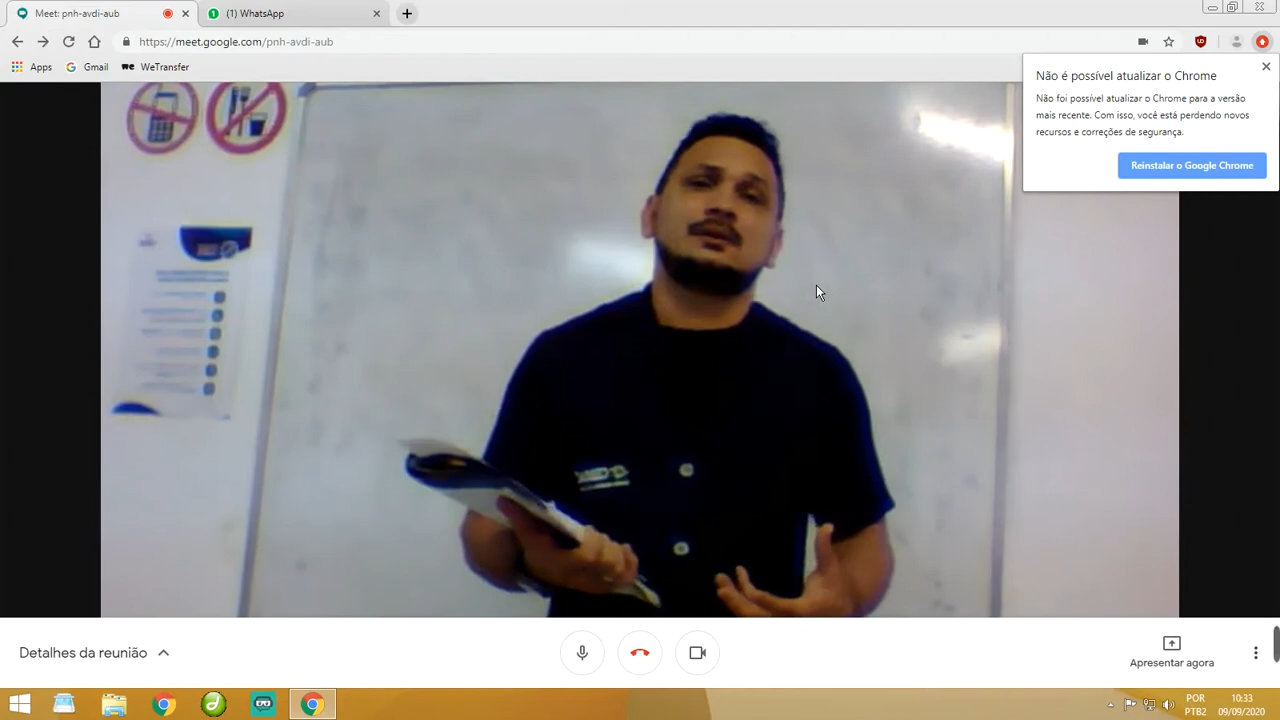 Meet: pnh-avdi-aub
(1) WhatsApp
https://meet.google.com/pnh-avdi-aub
Apps
Gmail
WeTransfer
Não é possível atualizar o Chrome
Não foi possível atualizar o Chrome para a versão
mais recente. Com isso, você está perdendo novos
recursos e correções de segurança.
Reinstalar o Google Chrome
Detalhes da reunião
Apresentar agora
POR
PTB2
10:33
09/09/2020